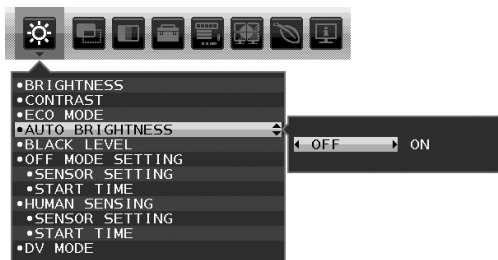 •BRIGHTNESS
•CONTRAST
•ECO MODE
•AUTO BRIGHTNESS
OFF ON
•BLACK LEVEL
•OFF MODE SETTING
•SENSOR SETTING
•START TIME
•HUMAN SENSING
•SENSOR SETTING
•START TIME
•DV MODE